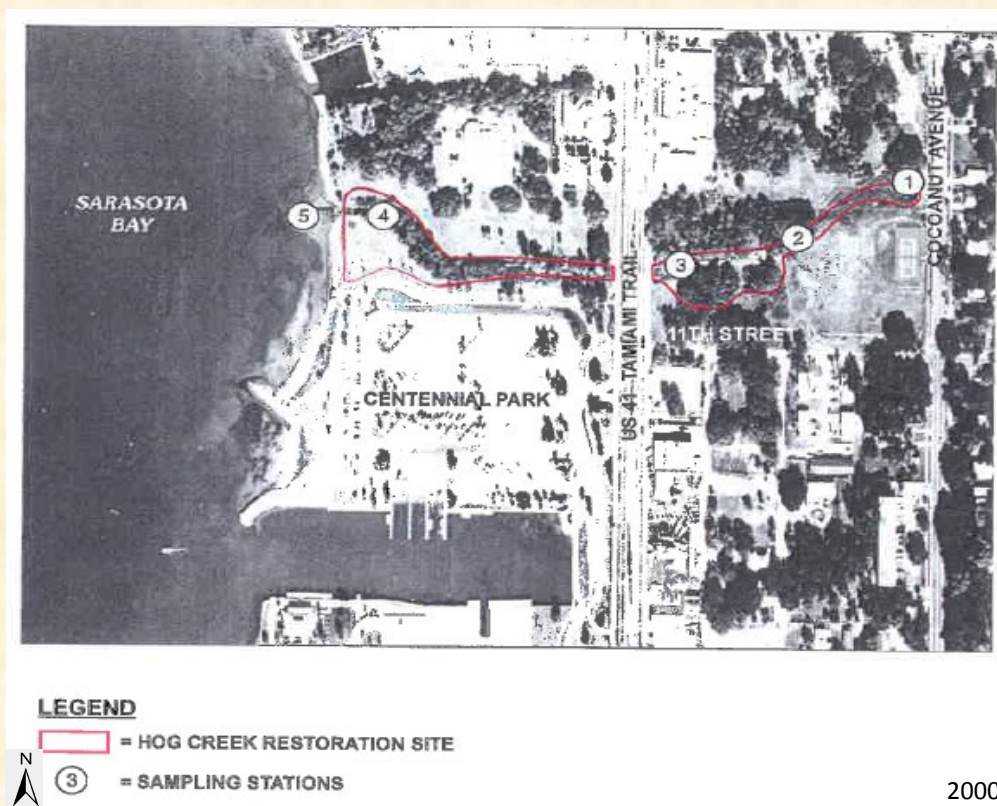 SARASOTA
BAY
5
4
1
2
3
COCOANUT AVENUE
US 41 - TAMIAMI TRAIL
11TH STREET
CENTENNIAL PARK
LEGEND
= HOG CREEK RESTORATION SITE
3 = SAMPLING STATIONS
N
2000